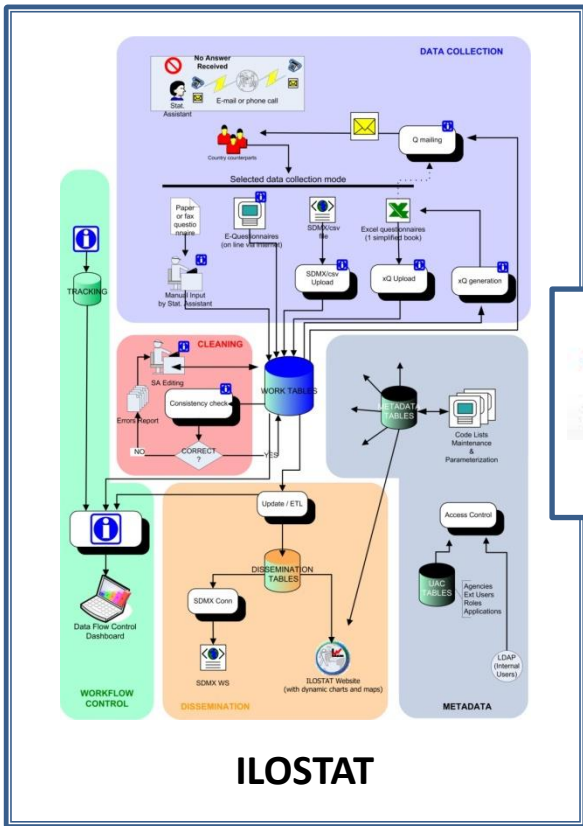 DATA COLLECTION
No Answer
Received
Stat.
Assistant
E-mail or phone call
Country counterparts
Q mailing
Selected data collection mode
Paper
or fax
questio
nnaire
E-Questionnaires
(on line via Internet)
SDMX/csv
file
Excel questionnaires
(1 simplified book)
Manual Input
by Stat. Assistant
SDMX/csv
Upload
xQ Upload
xQ generation
TRACKING
CLEANING
SA Editing
Consistency check
Errors Report
NO
CORRECT
?
YES
WORK TABLES
METADATA
TABLES
Code Lists
Maintenance
&
Parameterization
Access Control
UAC
TABLES
Agencies
Ext Users
Roles
Applications
LDAP
(Internal
Users)
METADATA
Update / ETL
DISSEMINATION
TABLES
SDMX Conn
SDMX WS
ILOSTAT Website
(with dynamic charts and maps)
DISSEMINATION
Data Flow Control
Dashboard
WORKFLOW
CONTROL
ILOSTAT